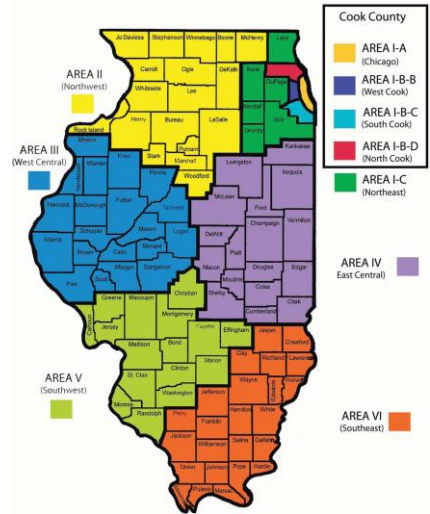 Cook County
AREA I-A
(Chicago)
AREA I-B-B
(West Cook)
AREA I-B-C
(South Cook)
AREA I-B-D
(North Cook)
AREA I-C
(Northeast)
AREA II
(Northwest)
AREA III
(West Central)
AREA IV
East Central
AREA V
(Southwest)
AREA VI
(Southeast)
Jo Daviess Stephenson Winnebago Boone McHenry Lake
Carroll Ogle DeKalb Kane DuPage
Whiteside Lee Kendall Will
Rock Island Henry Bureau LaSalle Grundy
Mercer Stark Putnam Marshall Kankakee
Henderson Warren Knox Peoria Woodford Livingston Iroquois
Hancock McDonough Fulton Tazewell McLean Ford
Schuyler Mason Logan DeWitt Champaign Vermilion
Adams Brown Cass Menard Piatt
Pike Scott Morgan Sangamon Macon Douglas Edgar
Moultrie Coles
Greene Macoupin Christian Shelby Clark
Calhoun Jersey Montgomery Cumberland
Fayette Effingham Jasper Crawford
Madison Bond Clay Richland Lawrence
St. Clair Clinton Marion Wayne Edwards
Monroe Washington Jefferson
Randolph Perry Hamilton White
Franklin
Jackson Williamson Saline Gallatin
Union Johnson Pope Hardin
Pulaski Massac